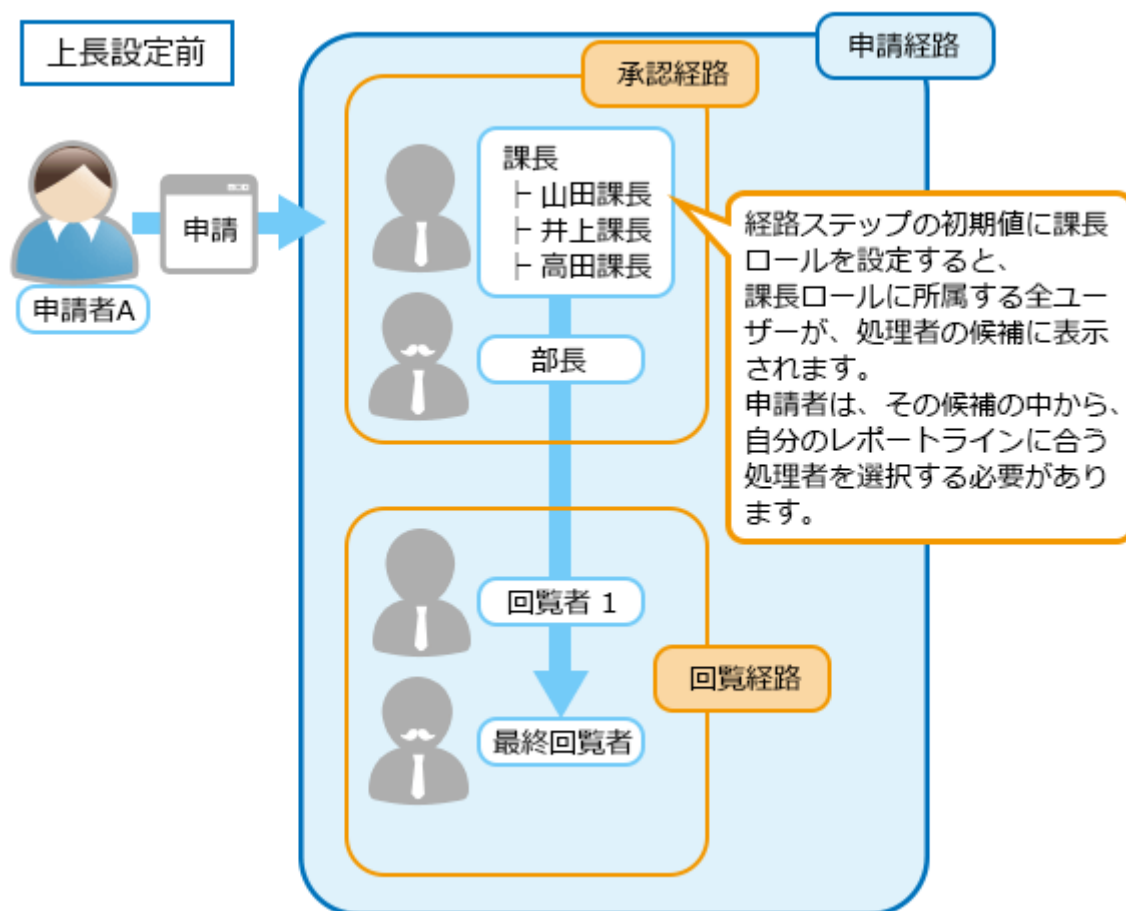 上長設定前
申請経路
承認経路
課長
├ 山田課長
├ 井上課長
├ 高田課長
申請
申請者A
部長
経路ステップの初期値に課長
ロールを設定すると、
課長ロールに所属する全ユー
ザーが、処理者の候補に表示
されます。
申請者は、その候補の中から、
自分のレポートラインに合う
処理者を選択する必要があり
ます。
回覧者 1
回覧経路
最終回覧者